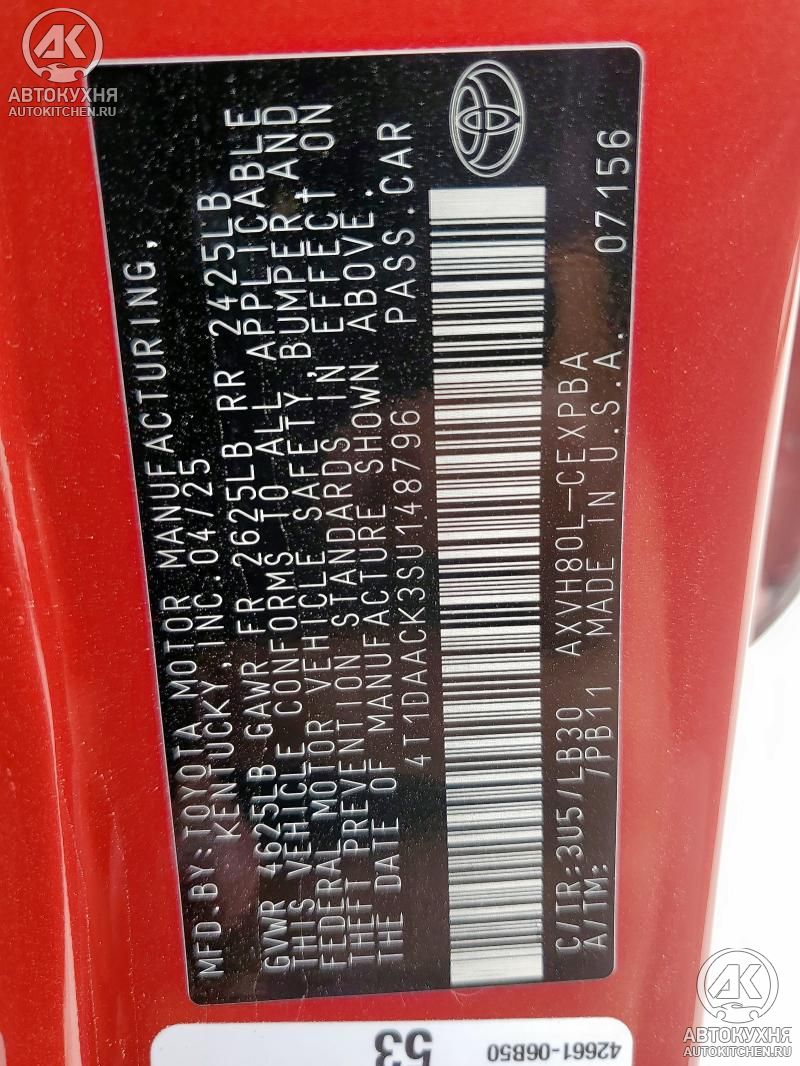 АК
АВТОКУХНЯ
AUTOKITCHEN.RU
MFD.BY:TOYOTA MOTOR MANUFACTURING,
KENTUCKY, INC.04/25
GVWR 4625LB GAWR FR 2625LB RR 2425LB
THIS VEHICLE CONFORMS TO ALL APPLICABLE
FEDERAL MOTOR VEHICLE SAFETY, BUMPER, AND
THEFT PREVENTION STANDARDS IN EFFECT ON
THE DATE OF MANUFACTURE SHOWN ABOVE.
4T1DAACK3SU148796 PASS.CAR
C/TR:3U5/LB30 AXVH80L-CEXPBA 07156
A/TM: /PB11 MADE IN U.S.A.
53
42661-06B50
АК
АВТОКУХНЯ
AUTOKITCHEN.RU